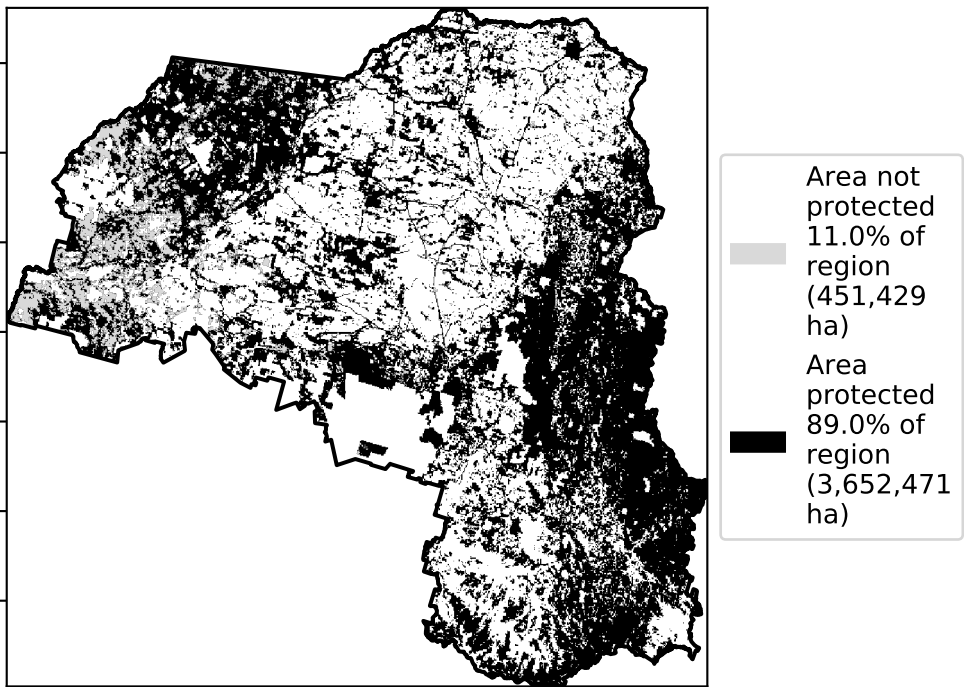 Area not
protected
11.0% of
region
(451,429
ha)
Area
protected
89.0% of
region
(3,652,471
ha)